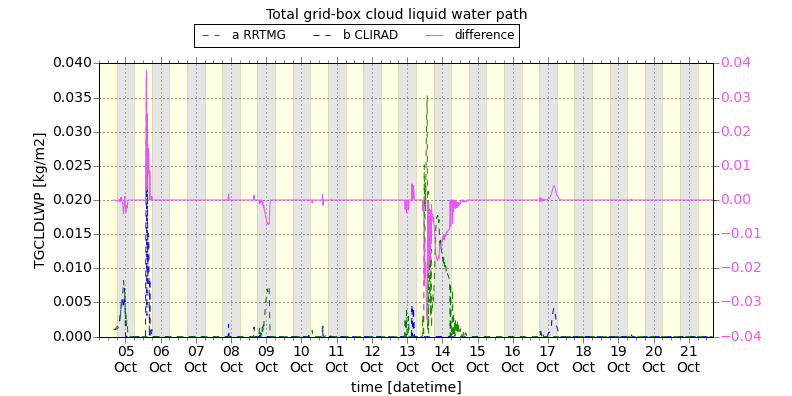 Total grid-box cloud liquid water path
a RRTMG b CLIRAD difference
0.040 0.04
0.035 0.03
0.030 0.02
0.025 0.01
0.020 0.00
0.015 −0.01
0.010 −0.02
0.005 −0.03
0.000 −0.04
TGCLDLWP [kg/m2]
05 06 07 08 09 10 11 12 13 14 15 16 17 18 19 20 21
Oct Oct Oct Oct Oct Oct Oct Oct Oct Oct Oct Oct Oct Oct Oct Oct Oct
time [datetime]